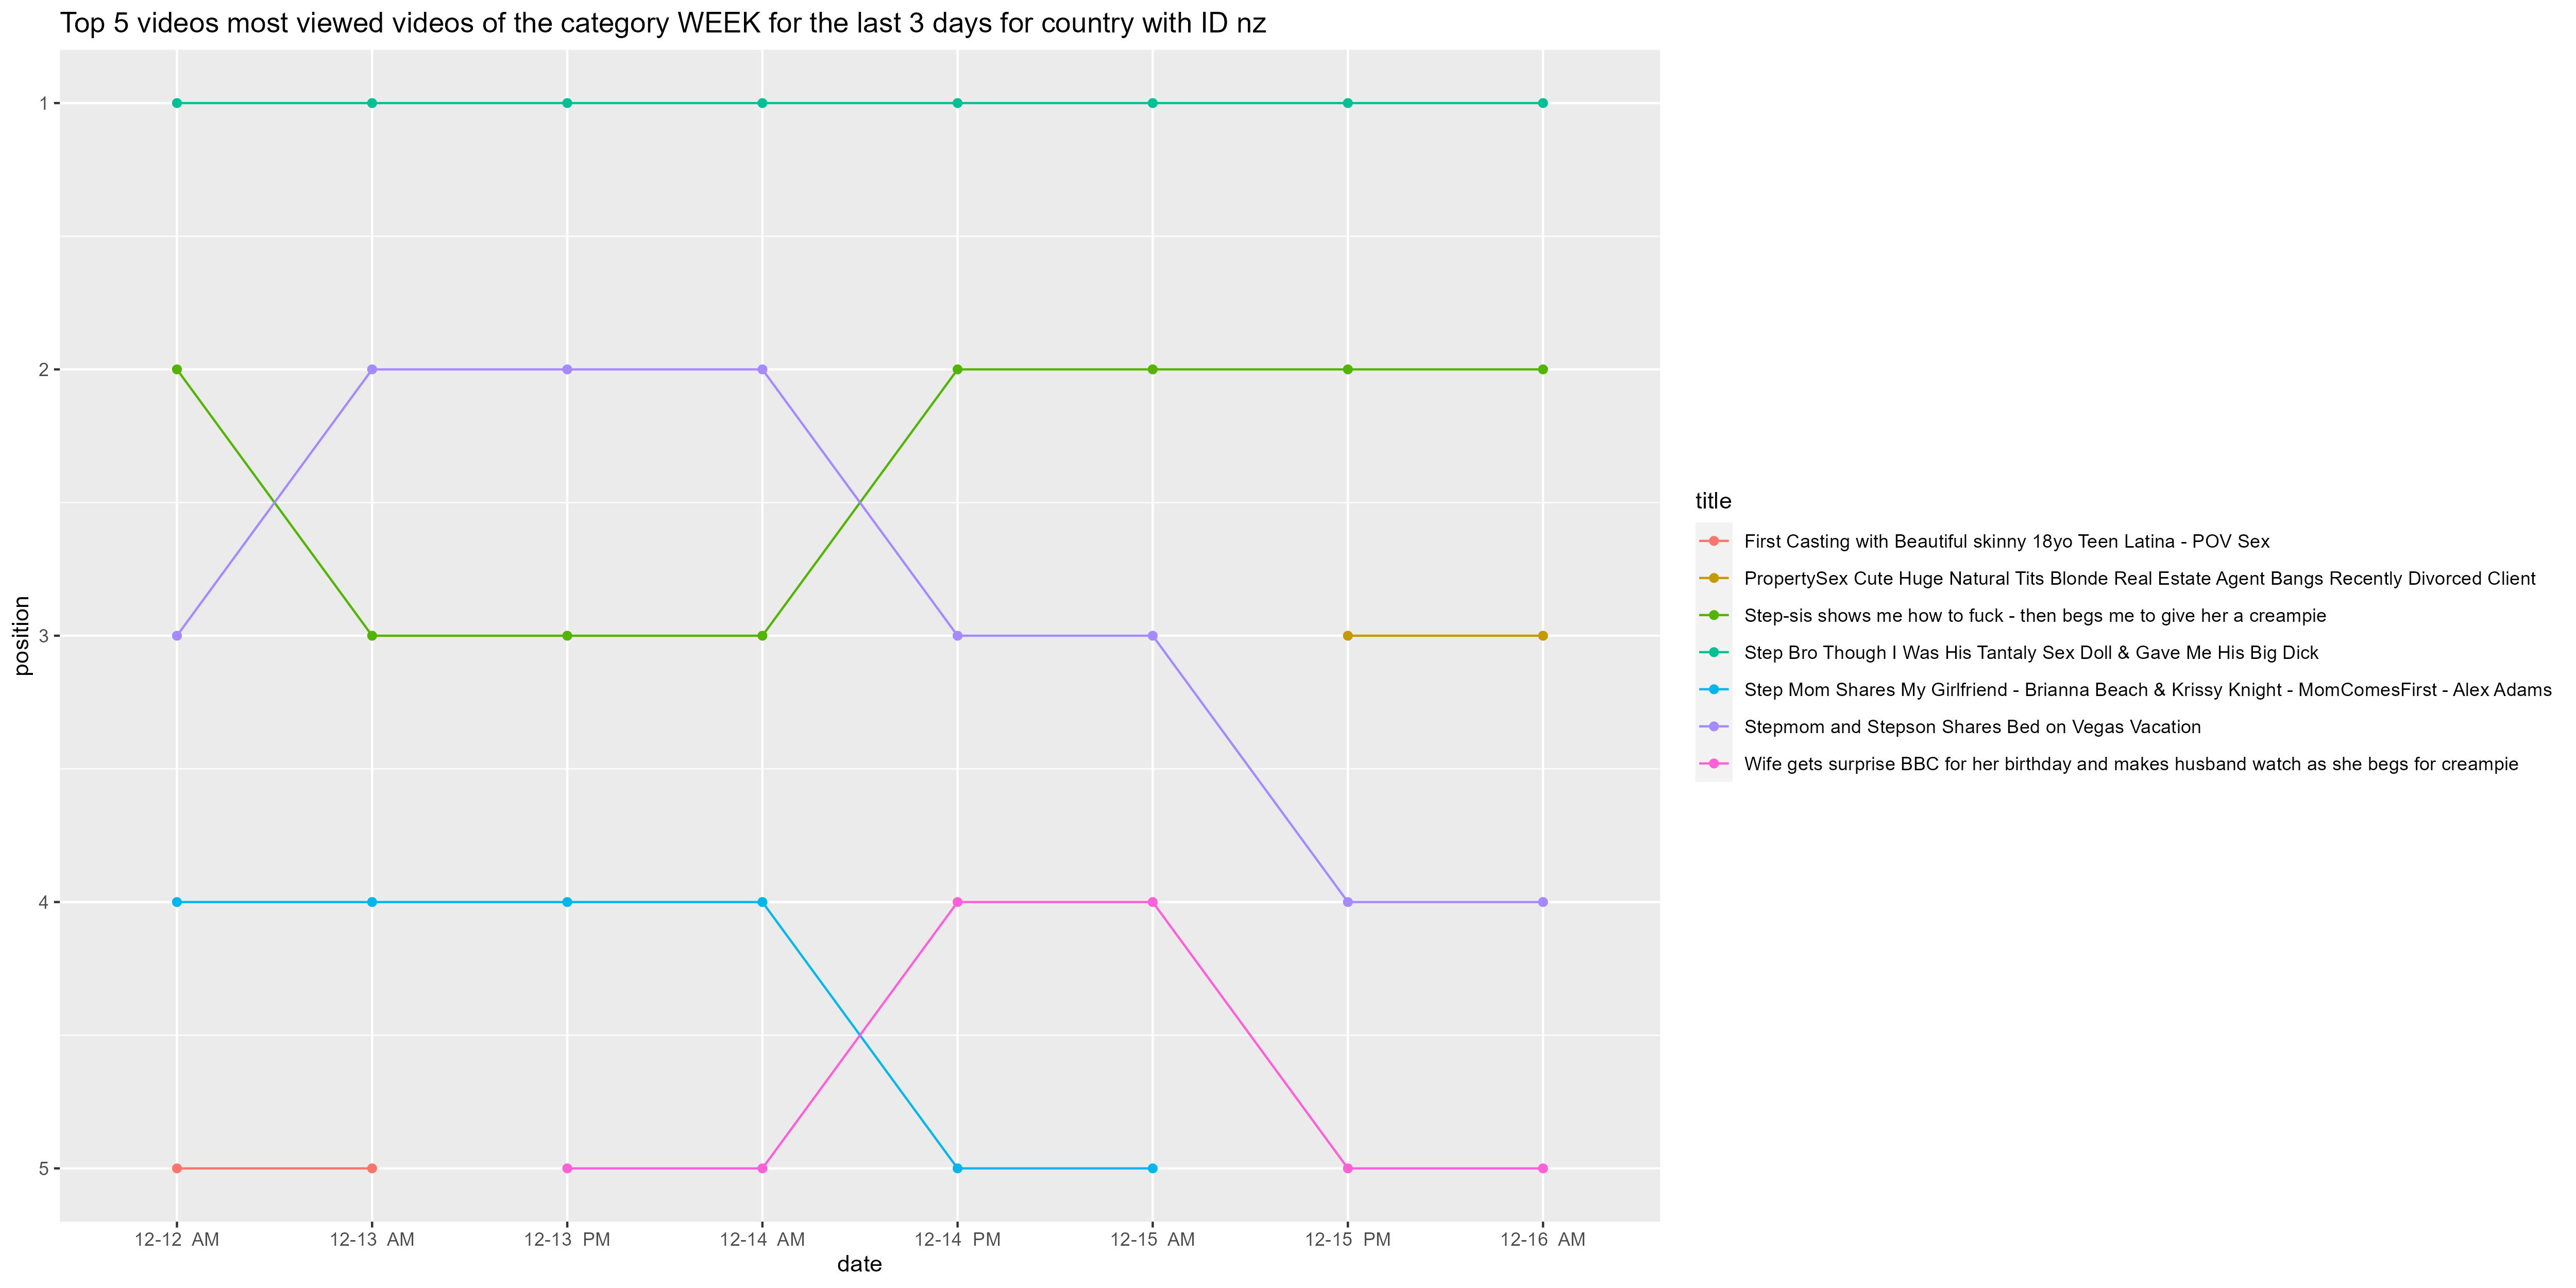 Top 5 videos most viewed videos of the category WEEK for the last 3 days for country with ID nz
position
1
2
3
4
5
12-12 AM
12-13 AM
12-13 PM
12-14 AM
12-14 PM
12-15 AM
12-15 PM
12-16 AM
date
title
First Casting with Beautiful skinny 18yo Teen Latina - POV Sex
PropertySex Cute Huge Natural Tits Blonde Real Estate Agent Bangs Recently Divorced Client
Step-sis shows me how to fuck - then begs me to give her a creampie
Step Bro Though I Was His Tantaly Sex Doll & Gave Me His Big Dick
Step Mom Shares My Girlfriend - Brianna Beach & Krissy Knight - MomComesFirst - Alex Adams
Stepmom and Stepson Shares Bed on Vegas Vacation
Wife gets surprise BBC for her birthday and makes husband watch as she begs for creampie